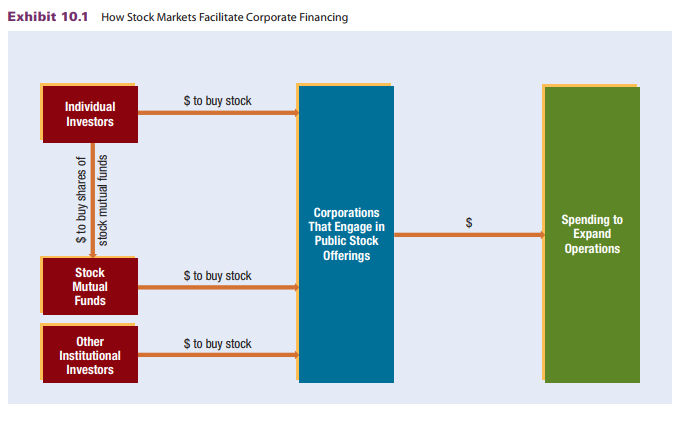 Exhibit 10.1 How Stock Markets Facilitate Corporate Financing
Individual
Investors
$ to buy stock
$ to buy shares of
stock mutual funds
Stock
Mutual
Funds
$ to buy stock
Other
Institutional
Investors
$ to buy stock
Corporations
That Engage in
Public Stock
Offerings
$
Spending to
Expand
Operations